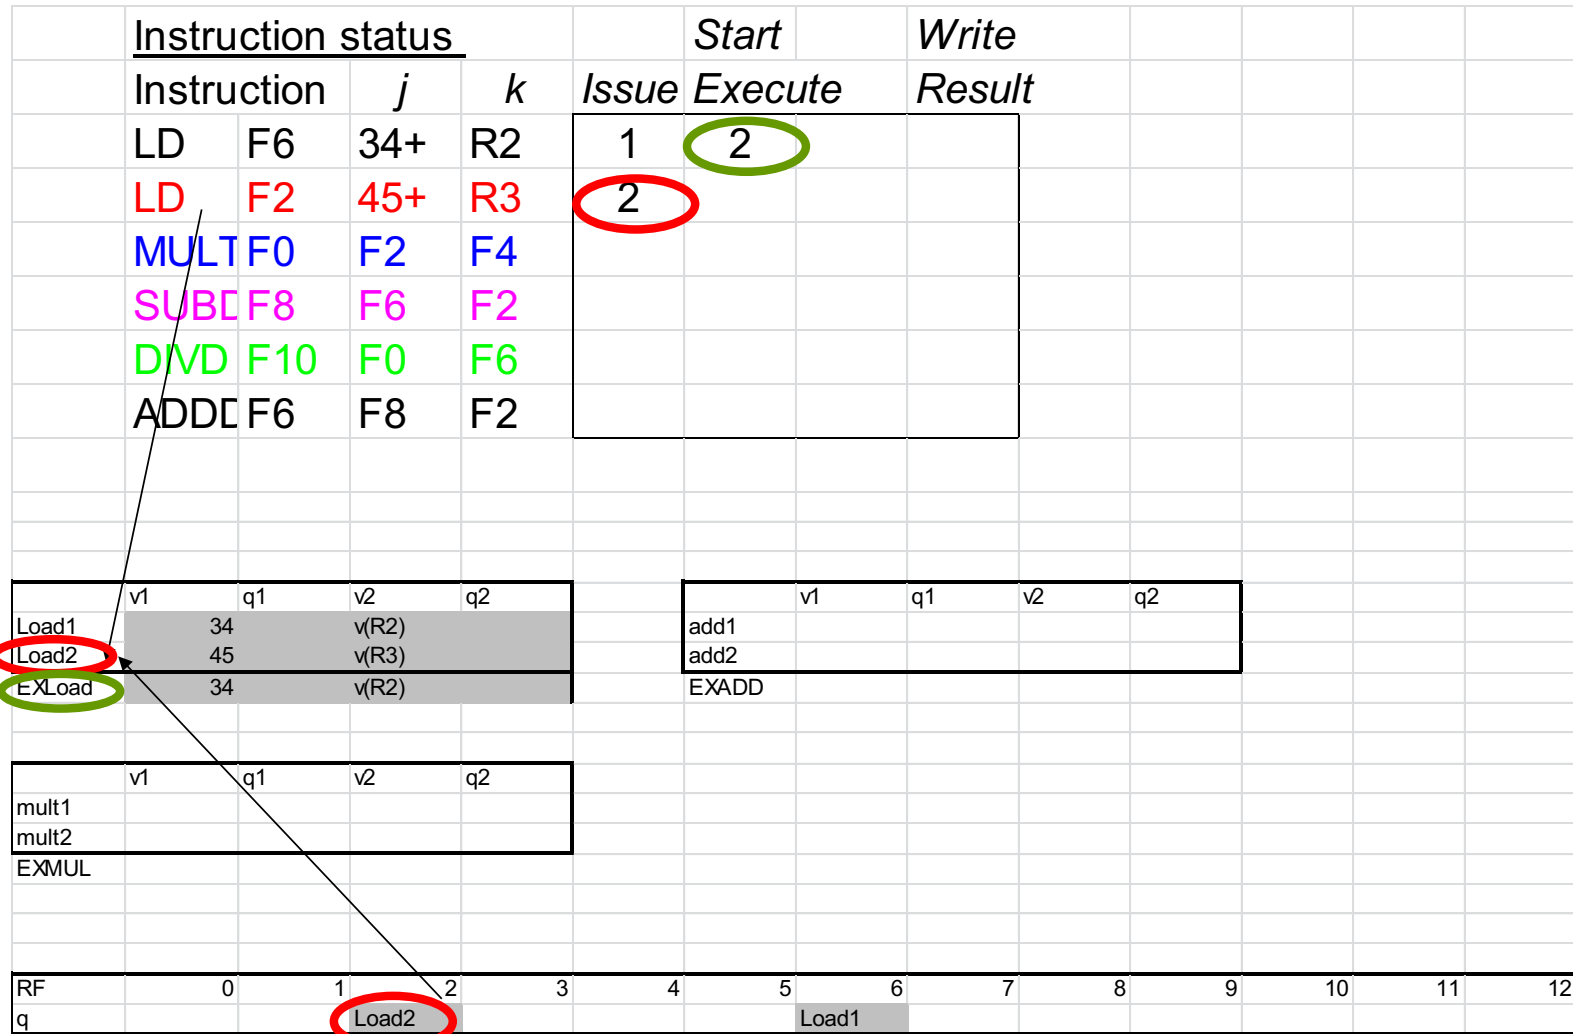 Instruction status Start Write
Instruction j k Issue Execute Result
LD F6 34+ R2 1 2
LD F2 45+ R3 2
MULT F0 F2 F4
SUBD F8 F6 F2
DIVD F10 F0 F6
ADDD F6 F8 F2
v1 q1 v2 q2
Load1 34 v(R2)
Load2 45 v(R3)
EXLoad 34 v(R2)
v1 q1 v2 q2
add1
add2
EXADD
v1 q1 v2 q2
mult1
mult2
EXMUL
RF 0 1 2 3 4 5 6 7 8 9 10 11 12
q Load2 Load1